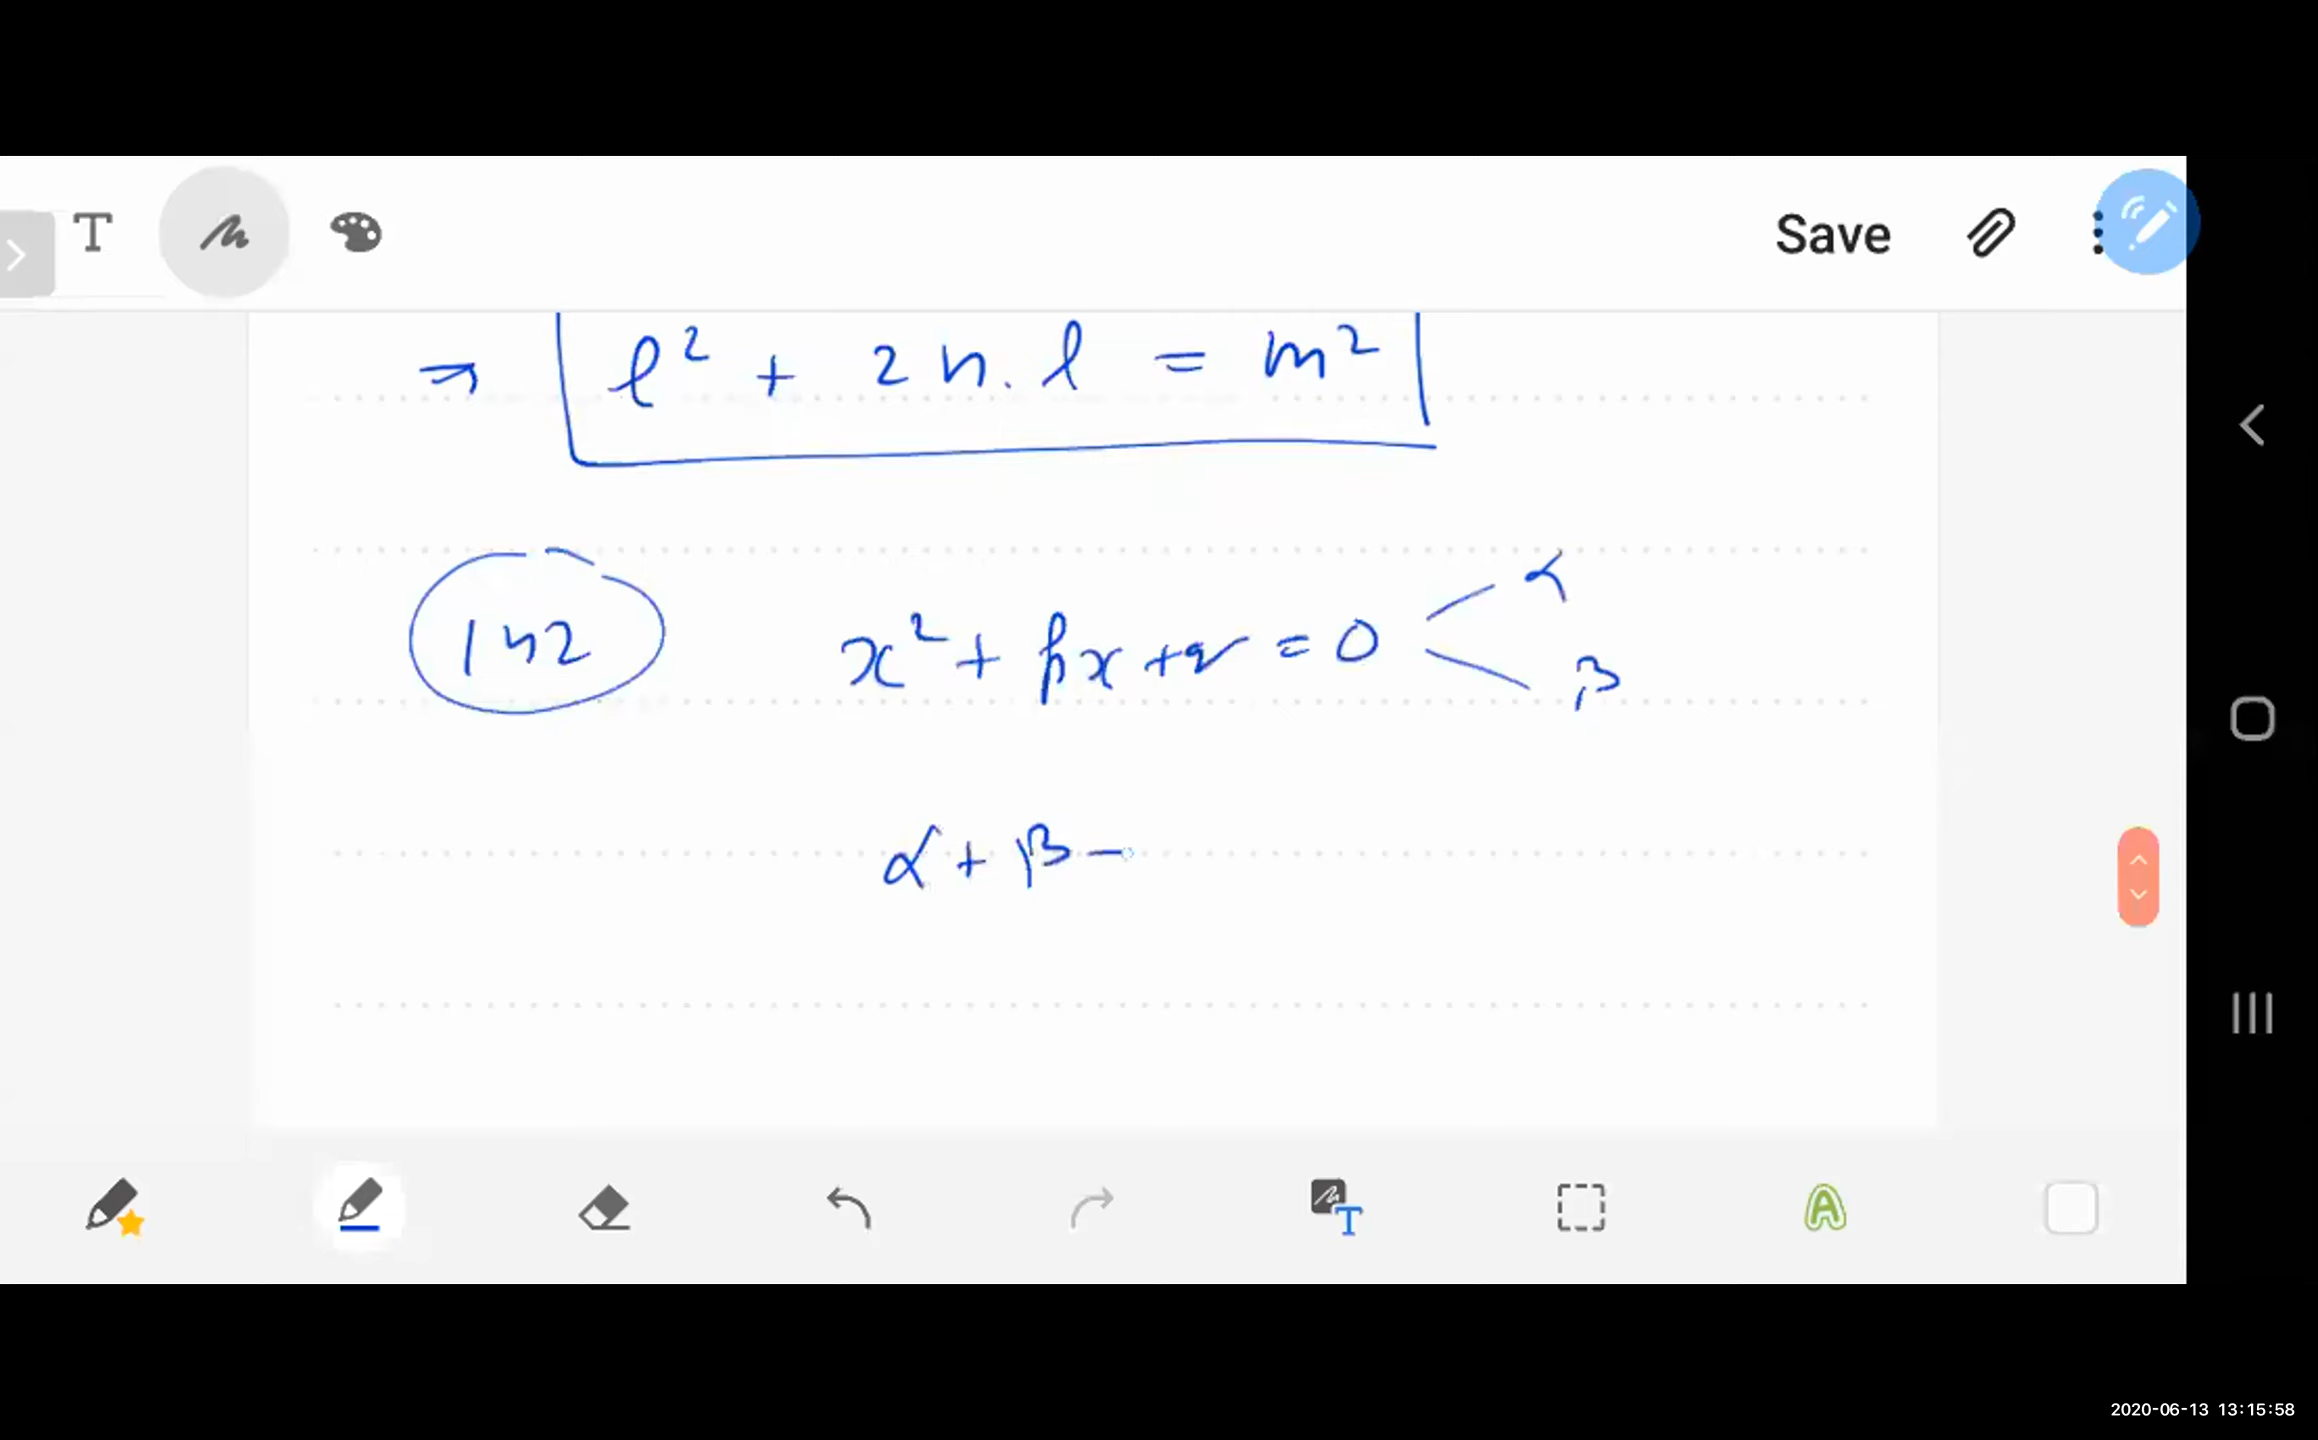 T Save
⇒ l² + 2n.l = m²
142 x² + px + q = 0 α
β
α + β -
T A
2020-06-13 13:15:58